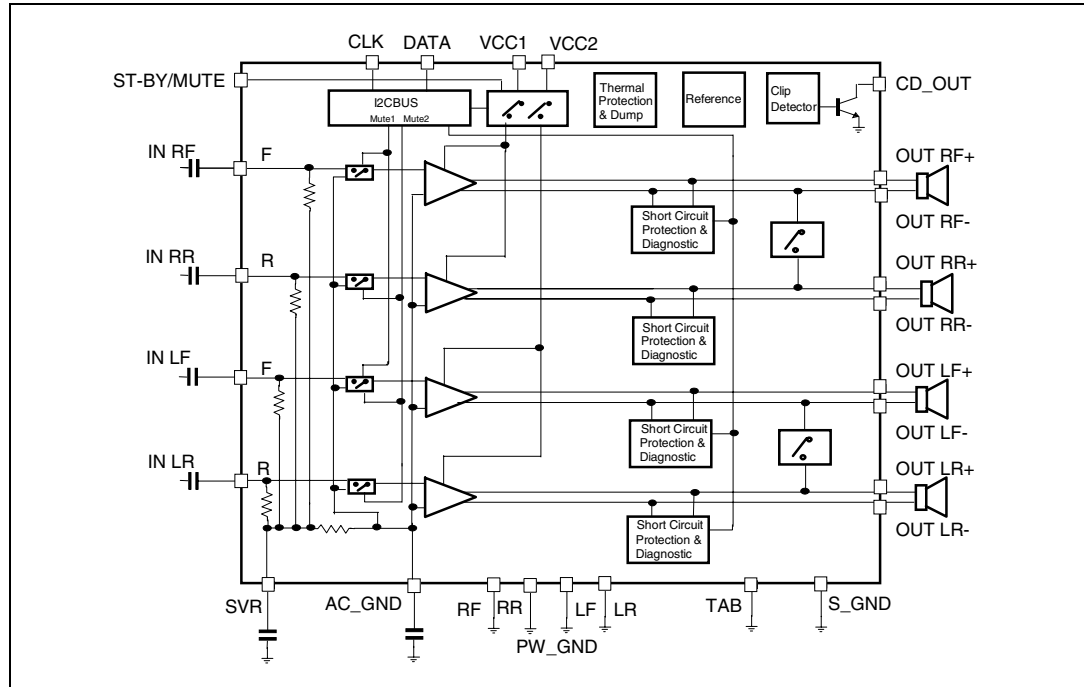 CLK DATA VCC1 VCC2
ST-BY/MUTE
I2CBUS
Mute1 Mute2
Thermal
Protection
& Dump
Reference
Clip
Detector
CD_OUT
IN RF
F
OUT RF+
Short Circuit
Protection &
Diagnostic
OUT RF-
IN RR
R
OUT RR+
Short Circuit
Protection &
Diagnostic
OUT RR-
IN LF
F
OUT LF+
Short Circuit
Protection &
Diagnostic
OUT LF-
IN LR
R
OUT LR+
Short Circuit
Protection &
Diagnostic
OUT LR-
SVR AC_GND RF RR LF LR TAB S_GND
PW_GND